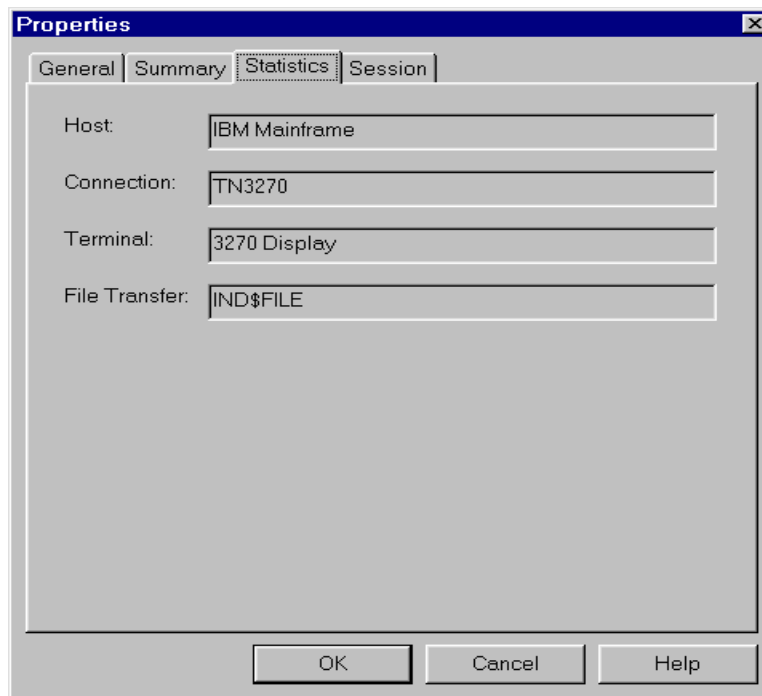 Properties
General Summary Statistics Session
Host: IBM Mainframe
Connection: TN3270
Terminal: 3270 Display
File Transfer: IND$FILE
OK Cancel Help